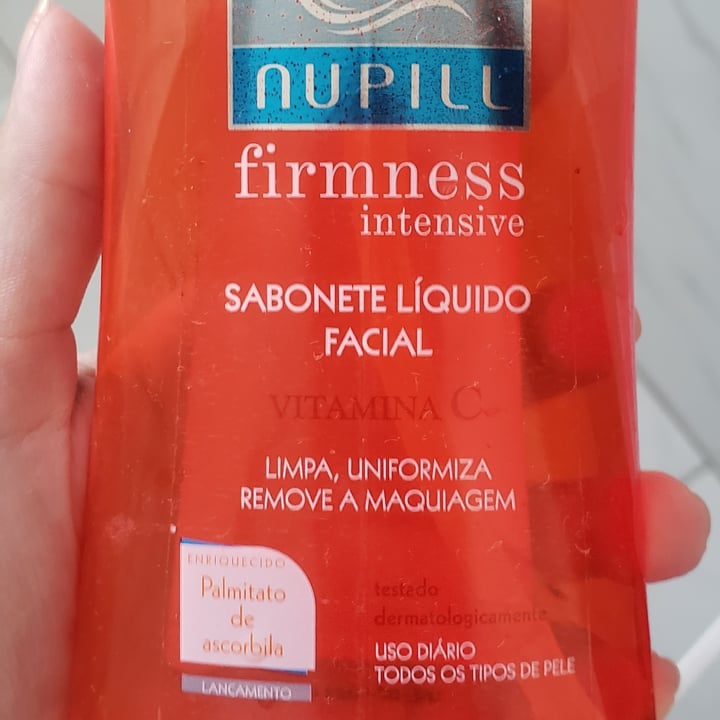 NUPILL
firmness
intensive
SABONETE LÍQUIDO
FACIAL
VITAMINA C
LIMPA, UNIFORMIZA
REMOVE A MAQUIAGEM
ENRIQUECIDO
Palmitato
de
ascorbila
LANÇAMENTO
testado
dermatologicamente
USO DIÁRIO
TODOS OS TIPOS DE PELE